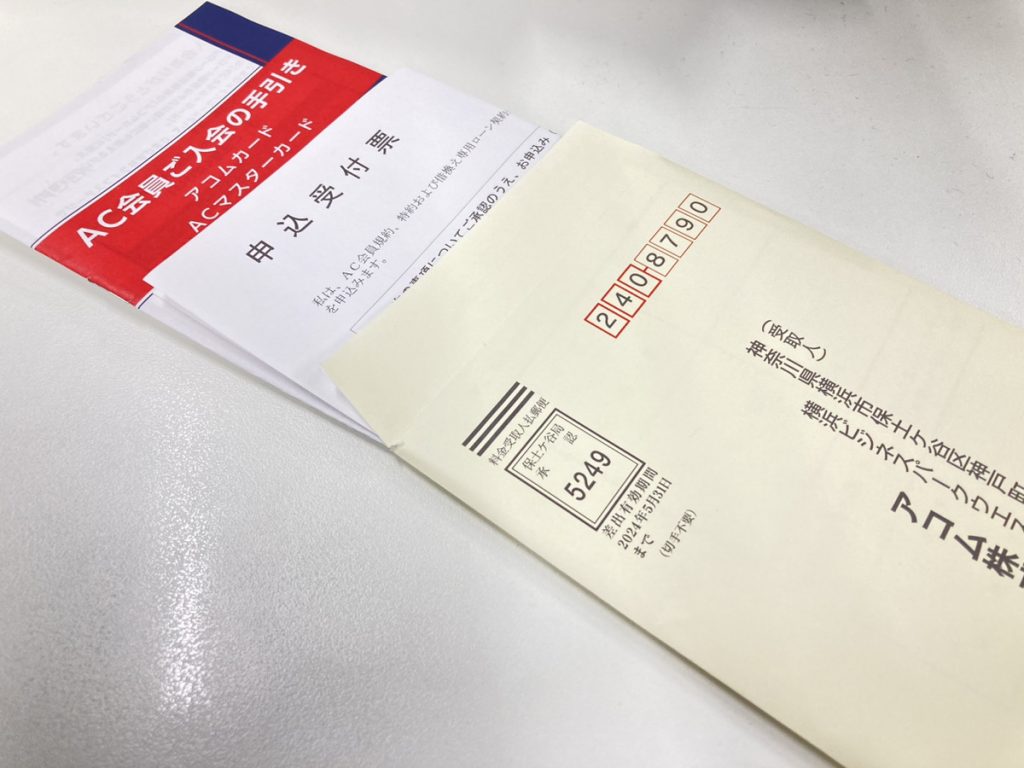 AC会員ご入会の手引き
アコムカード
ACマスターカード
申込受付票
私は、AC会員規約、特約および借換え専用ローン契約
を申込みます。
の事項についてご承認のうえ、お申込み
2408790
料金受取人払郵便
保土ケ谷局
承認
5249
差出有効期間
2024年5月31日
まで
(切手不要)
(受取人)
神奈川県横浜市保土ケ谷区神戸町
横浜ビジネスパークウエス
アコム株